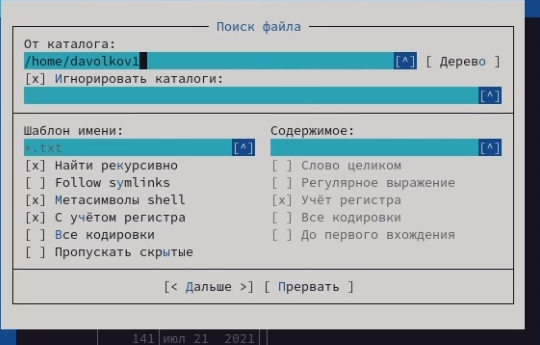 Поиск файла
От каталога:
/home/davolkov1 [^] [ Дерево ]
[x] Игнорировать каталоги:
[^]
Шаблон имени: Содержимое:
*.txt [^] [^]
[x] Найти рекурсивно [ ] Слово целиком
[ ] Follow symlinks [ ] Регулярное выражение
[x] Метасимволы shell [x] Учёт регистра
[x] С учётом регистра [ ] Все кодировки
[ ] Все кодировки [ ] До первого вхождения
[ ] Пропускать скрытые
[< Дальше >] [ Прервать ]
141 июл 21 2021